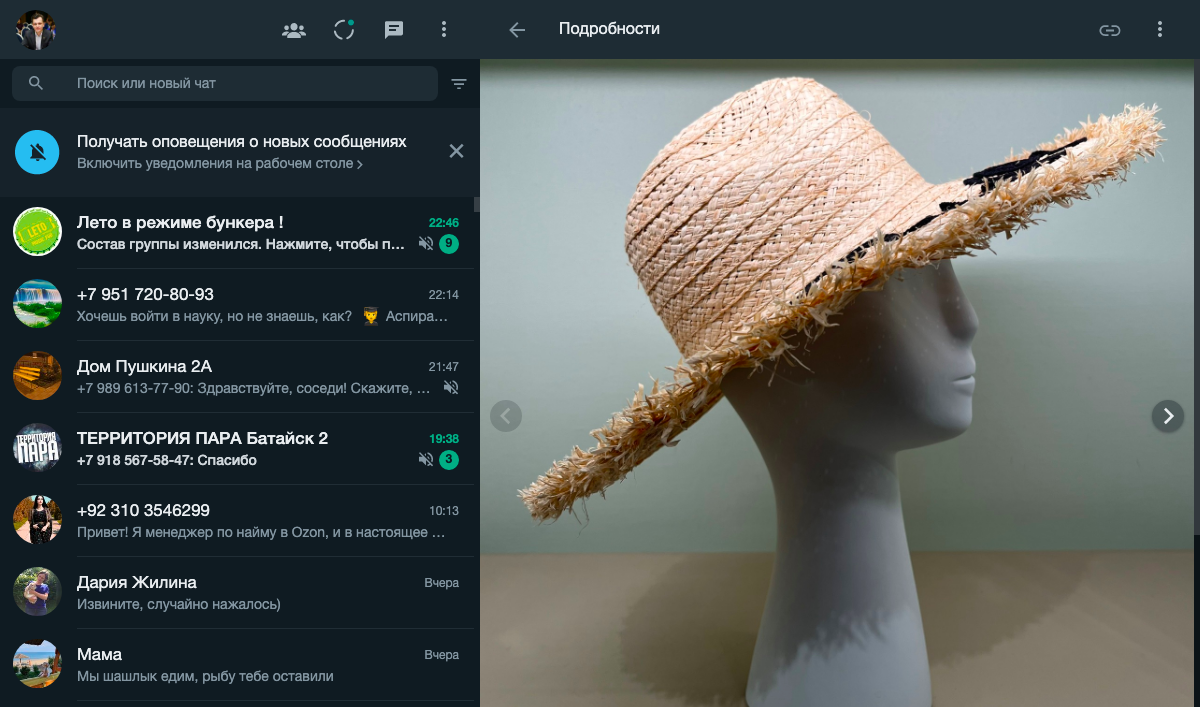 Подробности
Поиск или новый чат
Получать оповещения о новых сообщениях
Включить уведомления на рабочем столе ›
Лето в режиме бункера !
22:46
Состав группы изменился. Нажмите, чтобы п...
9
ЛЕТО
+7 951 720-80-93
22:14
Хочешь войти в науку, но не знаешь, как? 👨‍🎓 Аспира...
Дом Пушкина 2А
21:47
+7 989 613-77-90: Здравствуйте, соседи! Скажите, ...
ТЕРРИТОРИЯ
ПАРА
ТЕРРИТОРИЯ ПАРА Батайск 2
19:38
+7 918 567-58-47: Спасибо
3
+92 310 3546299
10:13
Привет! Я менеджер по найму в Ozon, и в настоящее ...
Дария Жилина
Вчера
Извините, случайно нажалось)
Мама
Вчера
Мы шашлык едим, рыбу тебе оставили